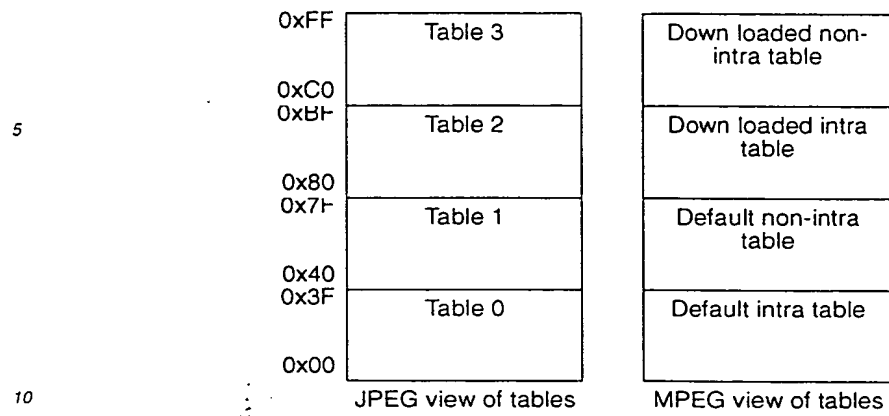 0xFF
Table 3
Down loaded non-
intra table
0xC0
0xBF
5
Table 2
Down loaded intra
table
0x80
0x7F
Table 1
Default non-intra
table
0x40
0x3F
Table 0
Default intra table
0x00
10
JPEG view of tables
MPEG view of tables